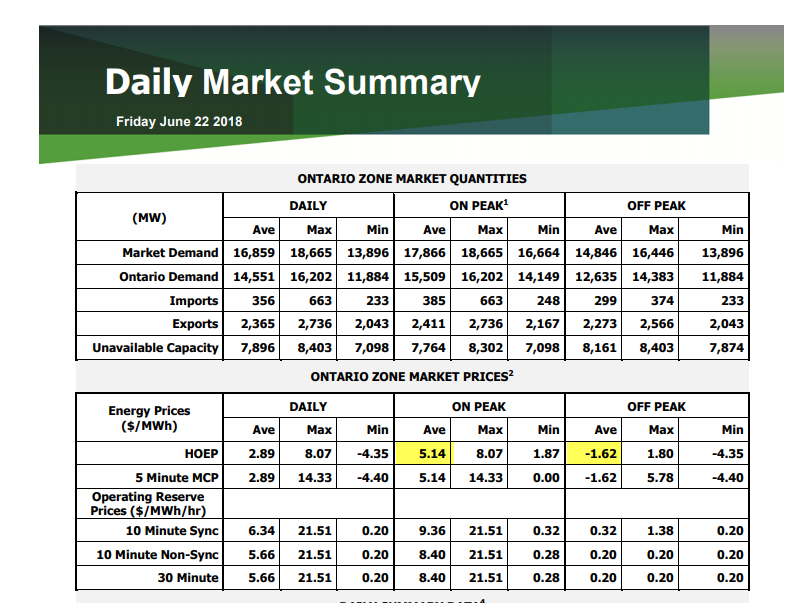 Daily Market Summary
Friday June 22 2018
ONTARIO ZONE MARKET QUANTITIES
(MW) DAILY ON PEAK¹ OFF PEAK
Ave Max Min Ave Max Min Ave Max Min
Market Demand 16,859 18,665 13,896 17,866 18,665 16,664 14,846 16,446 13,896
Ontario Demand 14,551 16,202 11,884 15,509 16,202 14,149 12,635 14,383 11,884
Imports 356 663 233 385 663 248 299 374 233
Exports 2,365 2,736 2,043 2,411 2,736 2,167 2,273 2,566 2,043
Unavailable Capacity 7,896 8,403 7,098 7,764 8,302 7,098 8,161 8,403 7,874
ONTARIO ZONE MARKET PRICES²
Energy Prices DAILY ON PEAK OFF PEAK
($/MWh) Ave Max Min Ave Max Min Ave Max Min
HOEP 2.89 8.07 -4.35 5.14 8.07 1.87 -1.62 1.80 -4.35
5 Minute MCP 2.89 14.33 -4.40 5.14 14.33 0.00 -1.62 5.78 -4.40
Operating Reserve
Prices ($/MWh/hr)
10 Minute Sync 6.34 21.51 0.20 9.36 21.51 0.32 0.32 1.38 0.20
10 Minute Non-Sync 5.66 21.51 0.20 8.40 21.51 0.28 0.20 0.20 0.20
30 Minute 5.66 21.51 0.20 8.40 21.51 0.28 0.20 0.20 0.20